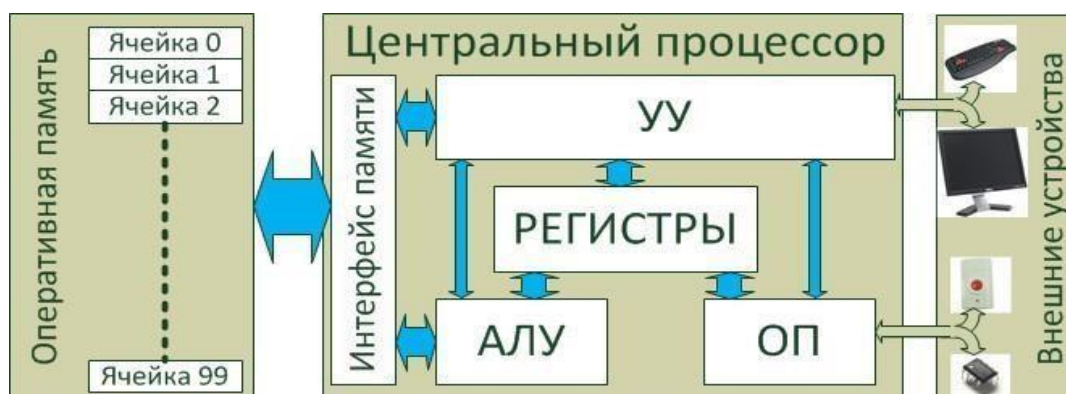 Оперативная память
Ячейка 0
Ячейка 1
Ячейка 2
Ячейка 99
Центральный процессор
Интерфейс памяти
УУ
РЕГИСТРЫ
АЛУ
ОП
Внешние устройства